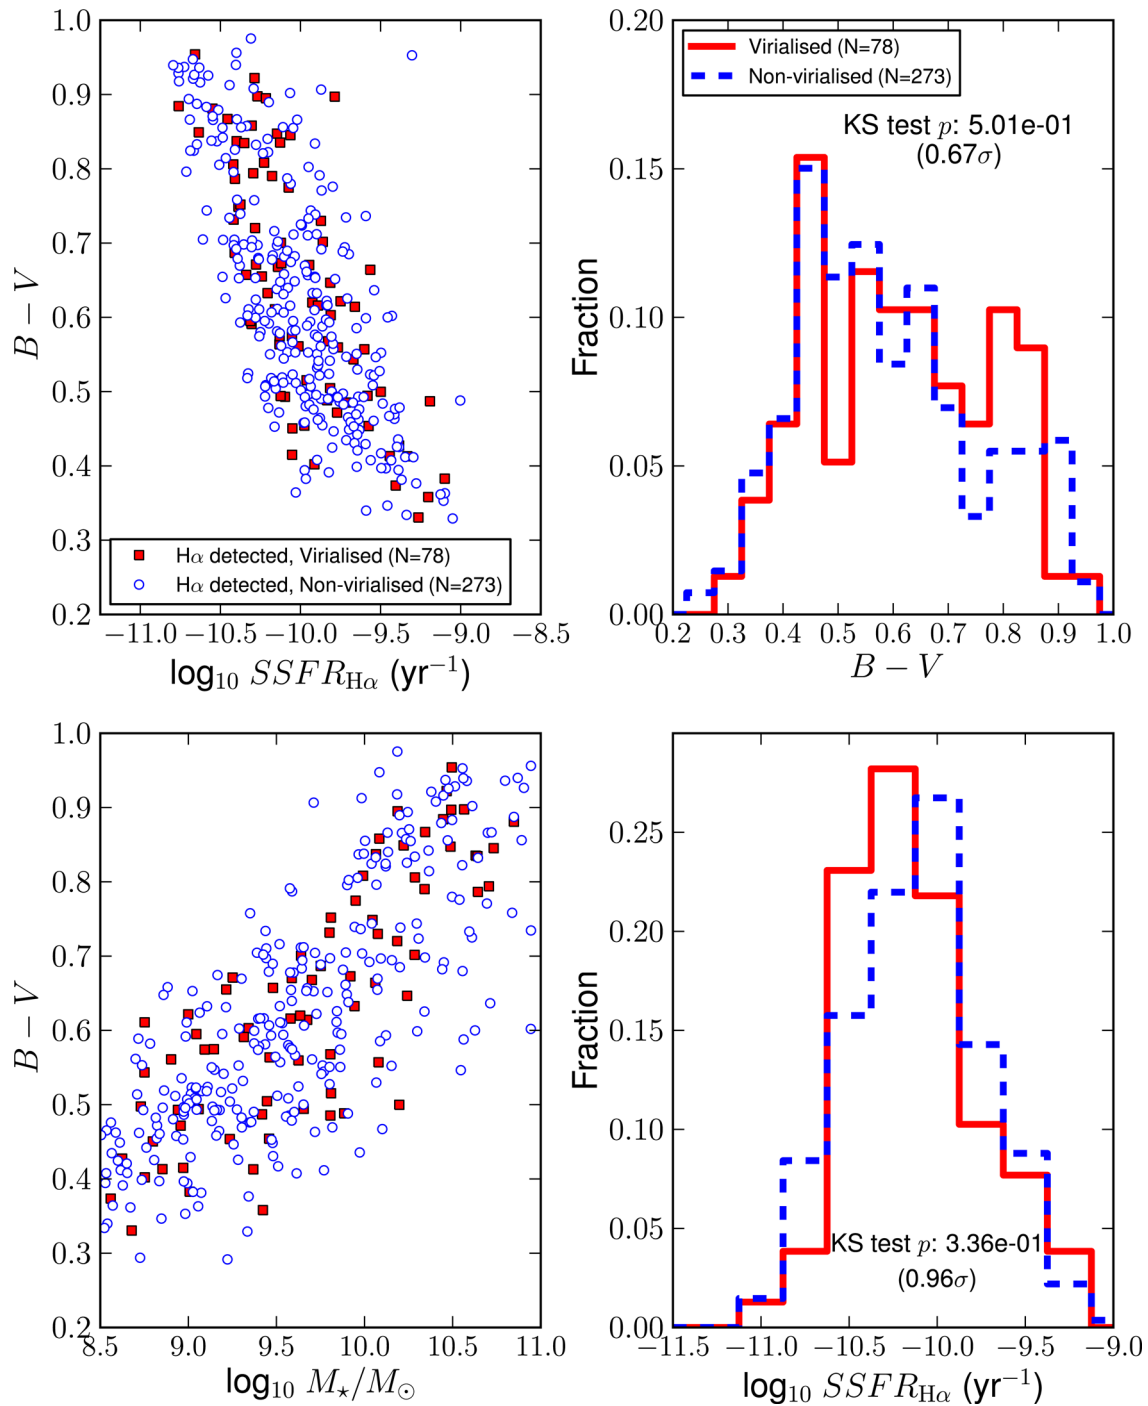 1.0
0.9
0.8
0.7
0.6
0.5
0.4
0.3
0.2
B − V
Hα detected, Virialised (N=78)
Hα detected, Non-virialised (N=273)
−11.0 −10.5 −10.0 −9.5 −9.0 −8.5
log₁₀ SSFR_Hα (yr⁻¹)
0.20
0.15
0.10
0.05
0.00
Fraction
Virialised (N=78)
Non-virialised (N=273)
KS test p: 5.01e-01
(0.67σ)
0.2 0.3 0.4 0.5 0.6 0.7 0.8 0.9 1.0
B − V
1.0
0.9
0.8
0.7
0.6
0.5
0.4
0.3
0.2
B − V
8.5 9.0 9.5 10.0 10.5 11.0
log₁₀ M⋆/M⊙
0.25
0.20
0.15
0.10
0.05
0.00
Fraction
KS test p: 3.36e-01
(0.96σ)
−11.5 −11.0 −10.5 −10.0 −9.5 −9.0
log₁₀ SSFR_Hα (yr⁻¹)